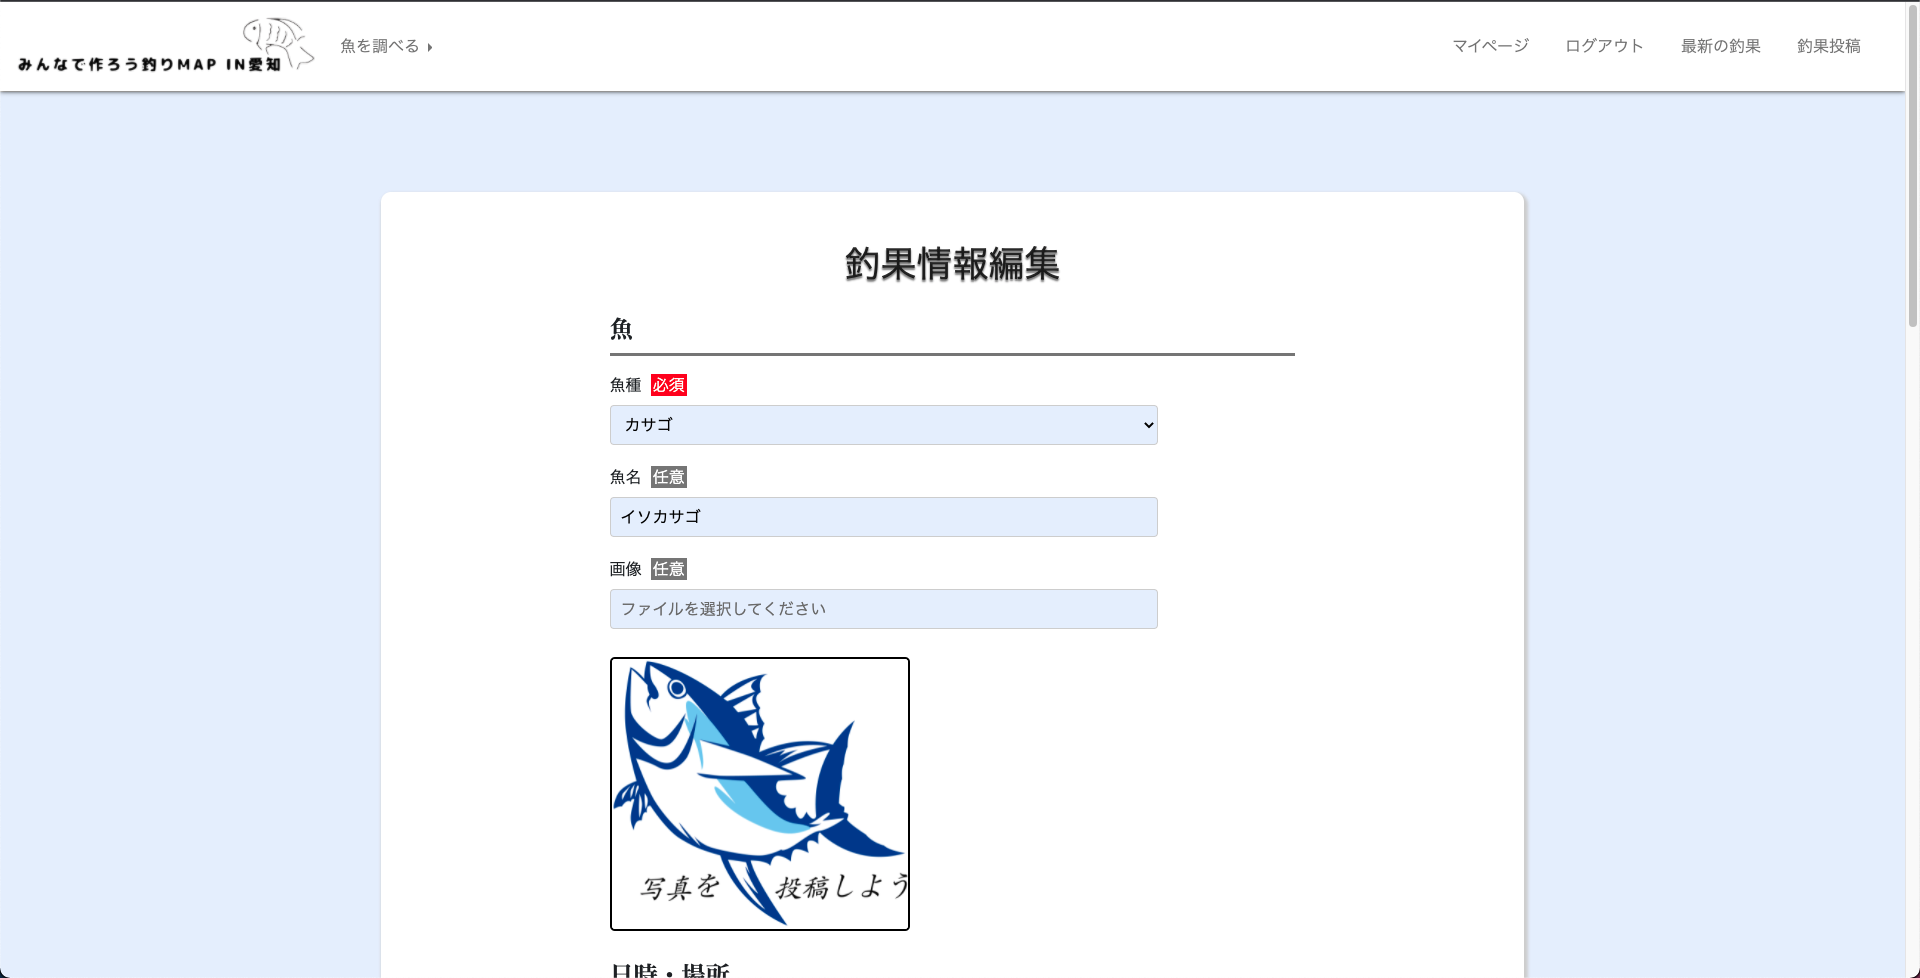 みんなで作ろう釣りMAP IN愛知
魚を調べる
マイページ
ログアウト
最新の釣果
釣果投稿
釣果情報編集
魚
魚種 必須
カサゴ
魚名 任意
イソカサゴ
画像 任意
ファイルを選択してください
写真を 投稿しよう
日時・場所